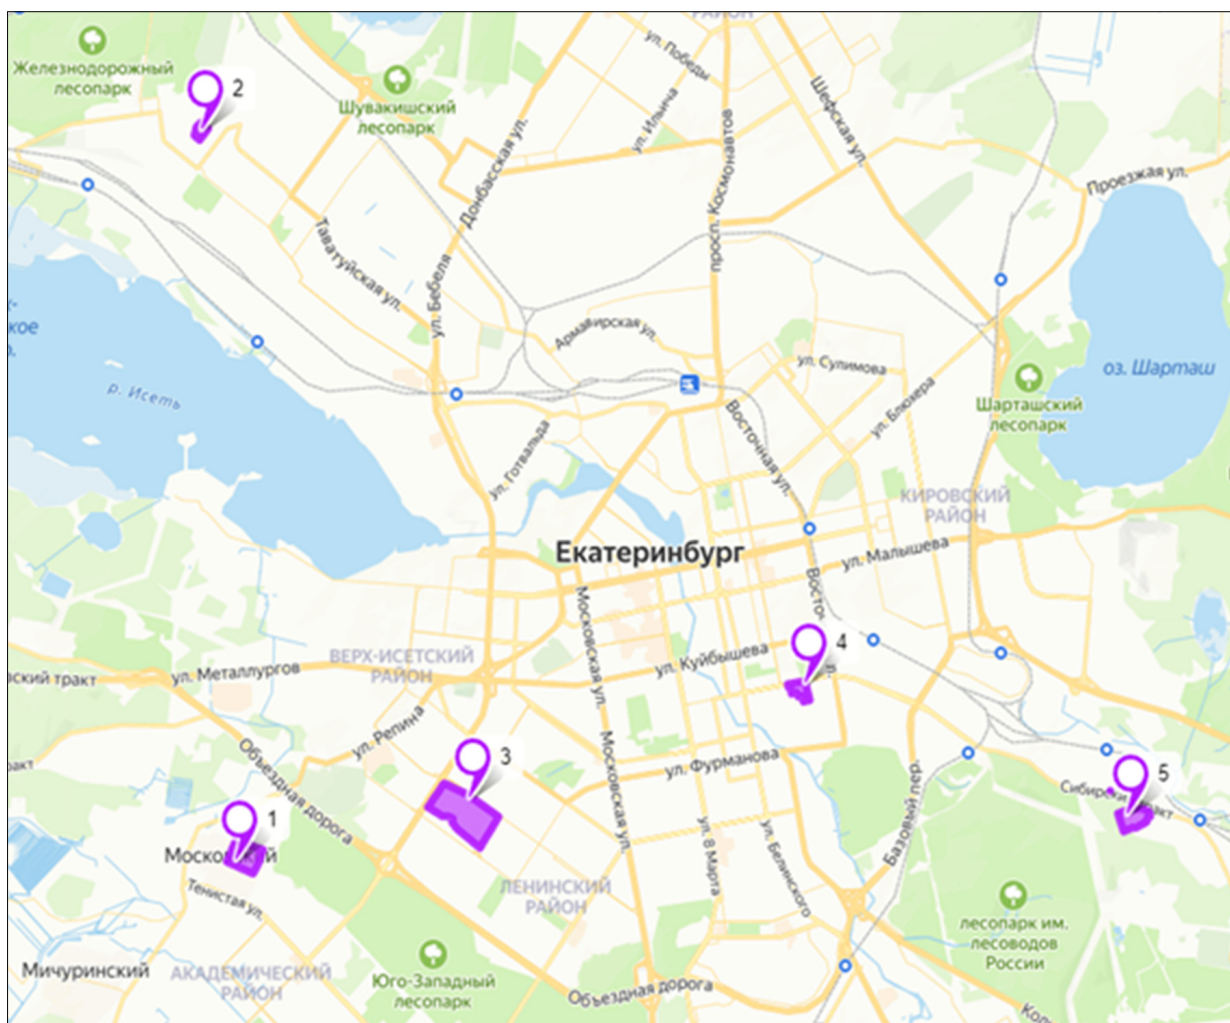 РАЙОН
ул. Победы
Железнодорожный
лесопарк
2
Шувакишский
лесопарк
ул. Ильича
Шефская ул.
Донбасская ул.
просп. Космонавтов
Проезжая ул.
Таватуйская ул.
ул. Бебеля
Армавирская ул.
ул. Сулимова
оз. Шарташ
р. Исеть
Шарташский
лесопарк
ул. Блюхера
Восточная ул.
ул. Готвальда
КИРОВСКИЙ
РАЙОН
Екатеринбург
ул. Малышева
Московская ул.
4
ВЕРХ-ИСЕТСКИЙ
РАЙОН
ул. Куйбышева
ул. Металлургов
ул. Репина
Объездная дорога
3
Московская ул.
ул. Фурманова
Базовый пер.
5
1
ул. 8 Марта
ул. Белинского
Тенистая ул.
ЛЕНИНСКИЙ
РАЙОН
лесопарк им.
лесоводов
России
Мичуринский
АКАДЕМИЧЕСКИЙ
РАЙОН
Юго-Западный
лесопарк
Объездная дорога